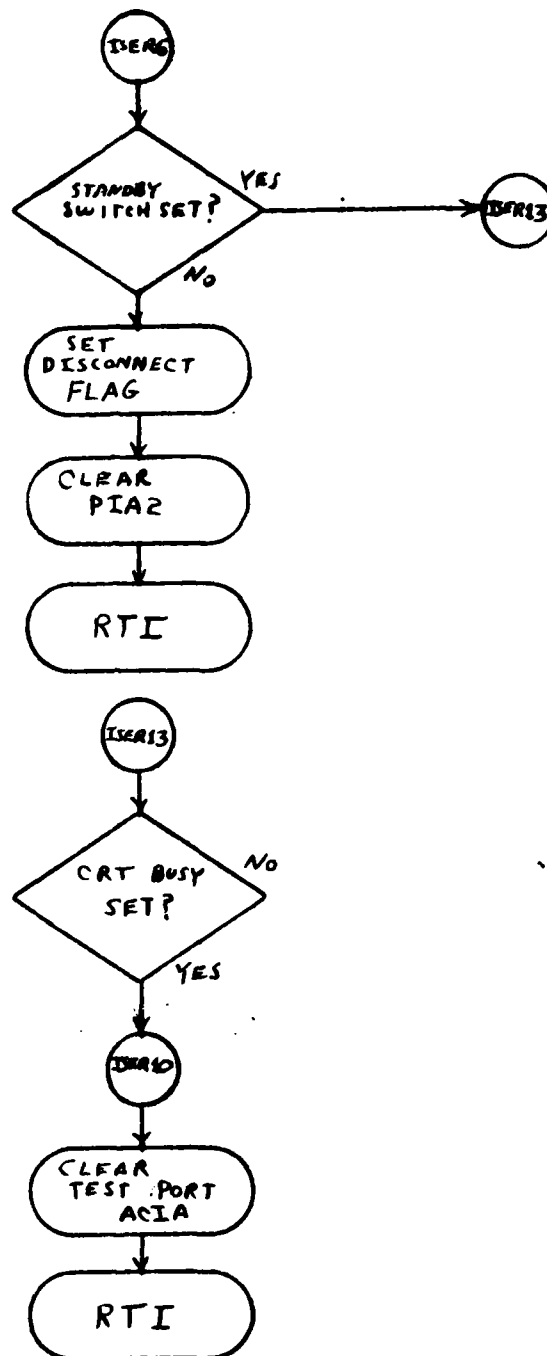 ISER6
STANDBY
SWITCH SET?
YES
ISER13
NO
SET
DISCONNECT
FLAG
CLEAR
PIA2
RTI
ISER13
CRT BUSY
SET?
NO
YES
ISER10
CLEAR
TEST PORT
ACIA
RTI